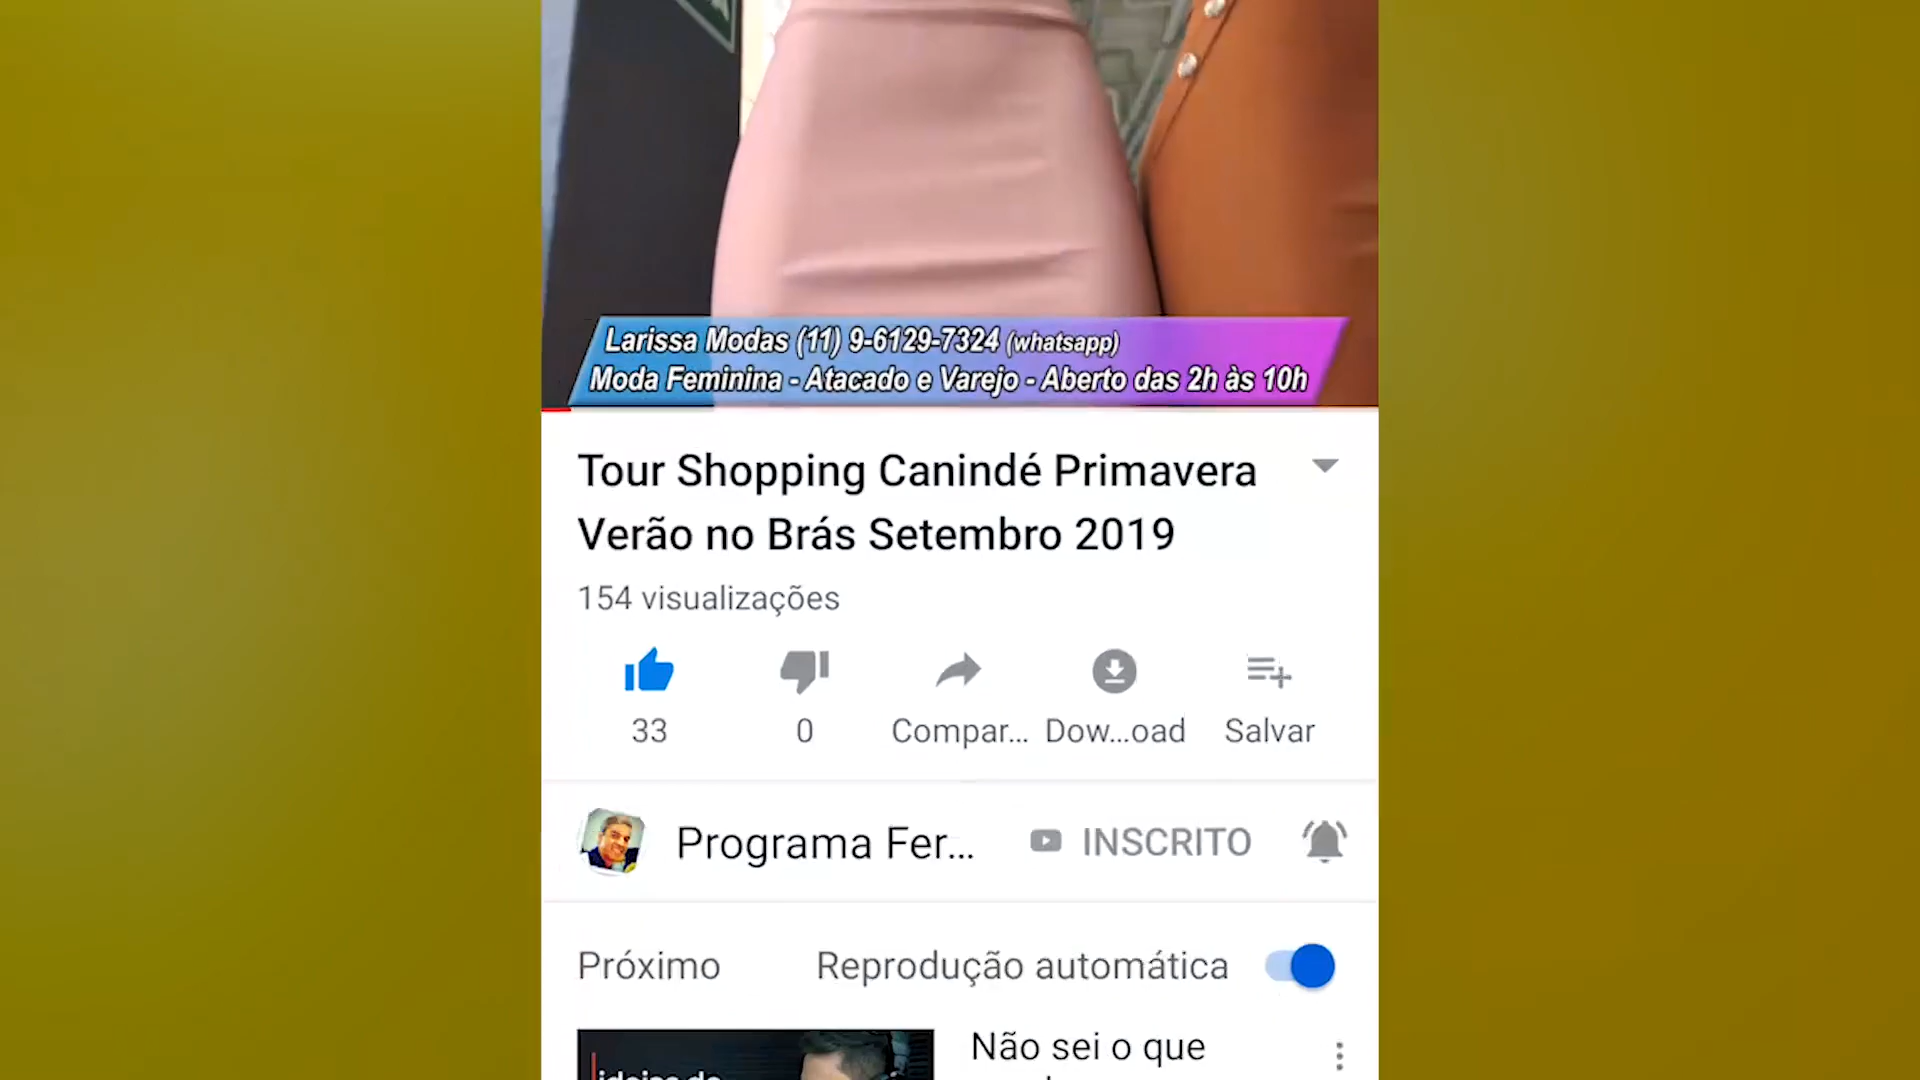 Larissa Modas (11) 9-6129-7324 (whatsapp)
Moda Feminina - Atacado e Varejo - Aberto das 2h às 10h
Tour Shopping Canindé Primavera
Verão no Brás Setembro 2019
154 visualizações
33
0
Compar...
Dow...oad
Salvar
Programa Fer...
INSCRITO
Próximo
Reprodução automática
Não sei o que